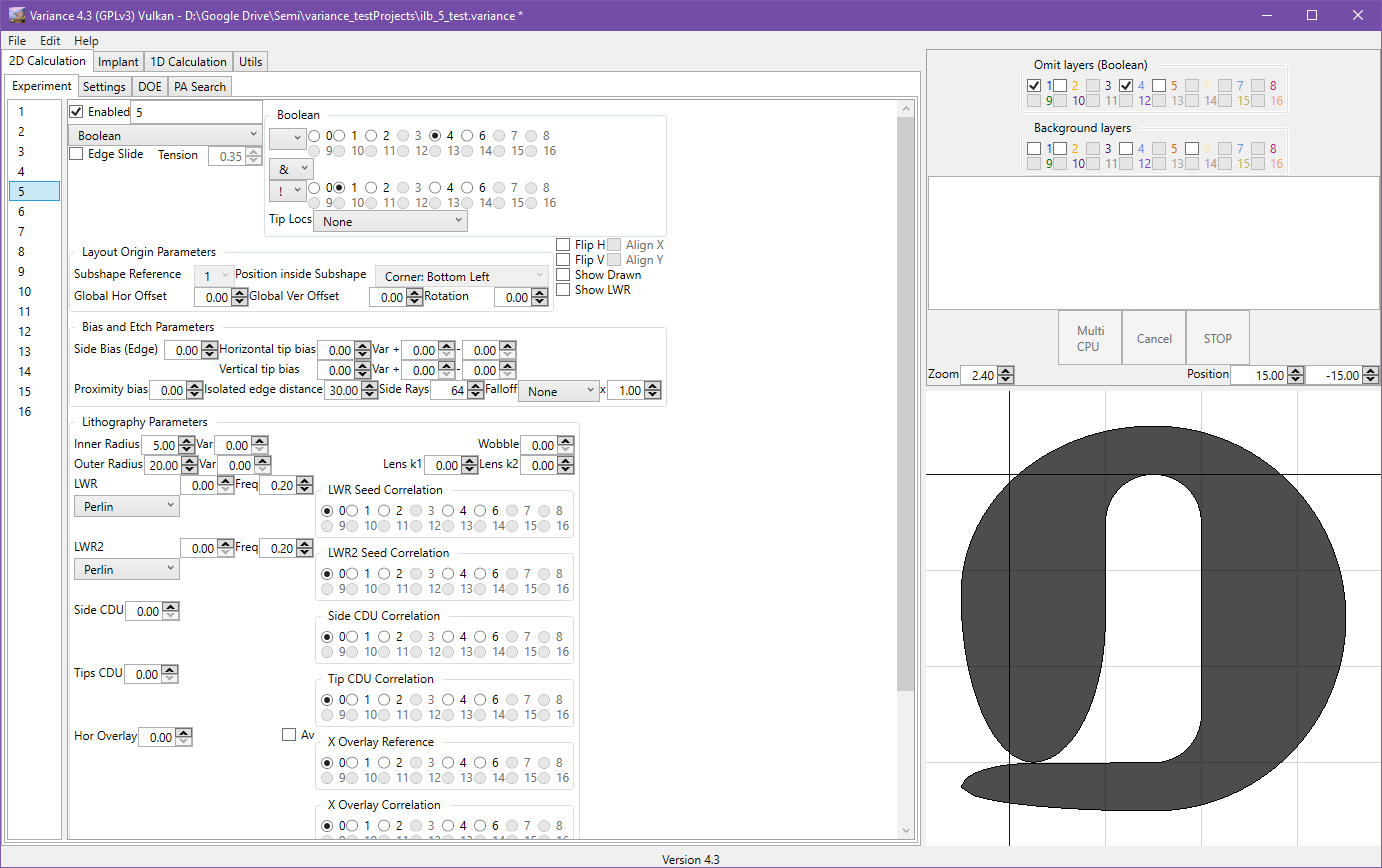 Variance 4.3 (GPLv3) Vulkan - D:\Google Drive\Semi\variance_testProjects\ilb_5_test.variance *
File Edit Help
2D Calculation Implant 1D Calculation Utils
Experiment Settings DOE PA Search
1
2
3
4
5
6
7
8
9
10
11
12
13
14
15
16
Enabled 5
Boolean
Edge Slide Tension 0.35
Boolean
0 1 2 3 4 6 7 8
9 10 11 12 13 14 15 16
&
! 0 1 2 3 4 6 7 8
9 10 11 12 13 14 15 16
Tip Locs None
Layout Origin Parameters
Subshape Reference 1 Position inside Subshape Corner: Bottom Left
Global Hor Offset 0.00 Global Ver Offset 0.00 Rotation 0.00
Flip H Align X
Flip V Align Y
Show Drawn
Show LWR
Bias and Etch Parameters
Side Bias (Edge) 0.00 Horizontal tip bias 0.00 Var + 0.00 - 0.00
Vertical tip bias 0.00 Var + 0.00 - 0.00
Proximity bias 0.00 Isolated edge distance 30.00 Side Rays 64 Falloff None x 1.00
Lithography Parameters
Inner Radius 5.00 Var 0.00 Wobble 0.00
Outer Radius 20.00 Var 0.00 Lens k1 0.00 Lens k2 0.00
LWR 0.00 Freq 0.20
Perlin
LWR Seed Correlation
0 1 2 3 4 6 7 8
9 10 11 12 13 14 15 16
LWR2 0.00 Freq 0.20
Perlin
LWR2 Seed Correlation
0 1 2 3 4 6 7 8
9 10 11 12 13 14 15 16
Side CDU 0.00
Side CDU Correlation
0 1 2 3 4 6 7 8
9 10 11 12 13 14 15 16
Tips CDU 0.00
Tip CDU Correlation
0 1 2 3 4 6 7 8
9 10 11 12 13 14 15 16
Hor Overlay 0.00 Av
X Overlay Reference
0 1 2 3 4 6 7 8
9 10 11 12 13 14 15 16
X Overlay Correlation
0 1 2 3 4 6 7 8
Omit layers (Boolean)
1 2 3 4 5 6 7 8
9 10 11 12 13 14 15 16
Background layers
1 2 3 4 5 6 7 8
9 10 11 12 13 14 15 16
Multi
CPU
Cancel
STOP
Zoom 2.40 Position 15.00 -15.00
Version 4.3